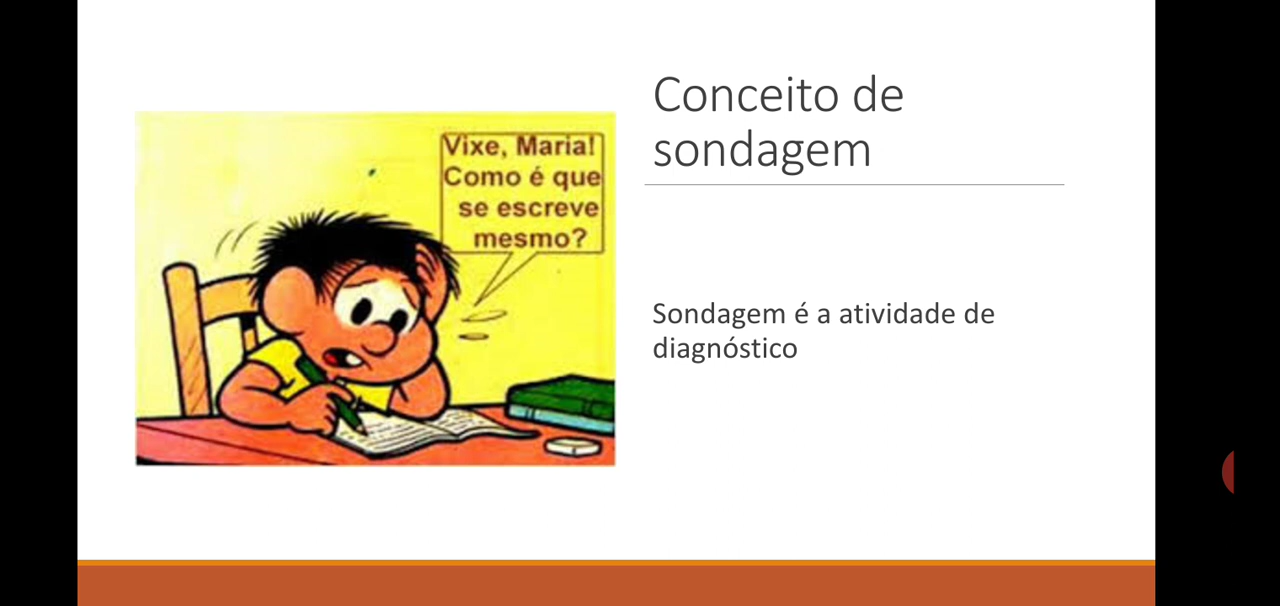 Vixe, Maria!
Como é que
se escreve
mesmo?
Conceito de
sondagem
Sondagem é a atividade de
diagnóstico